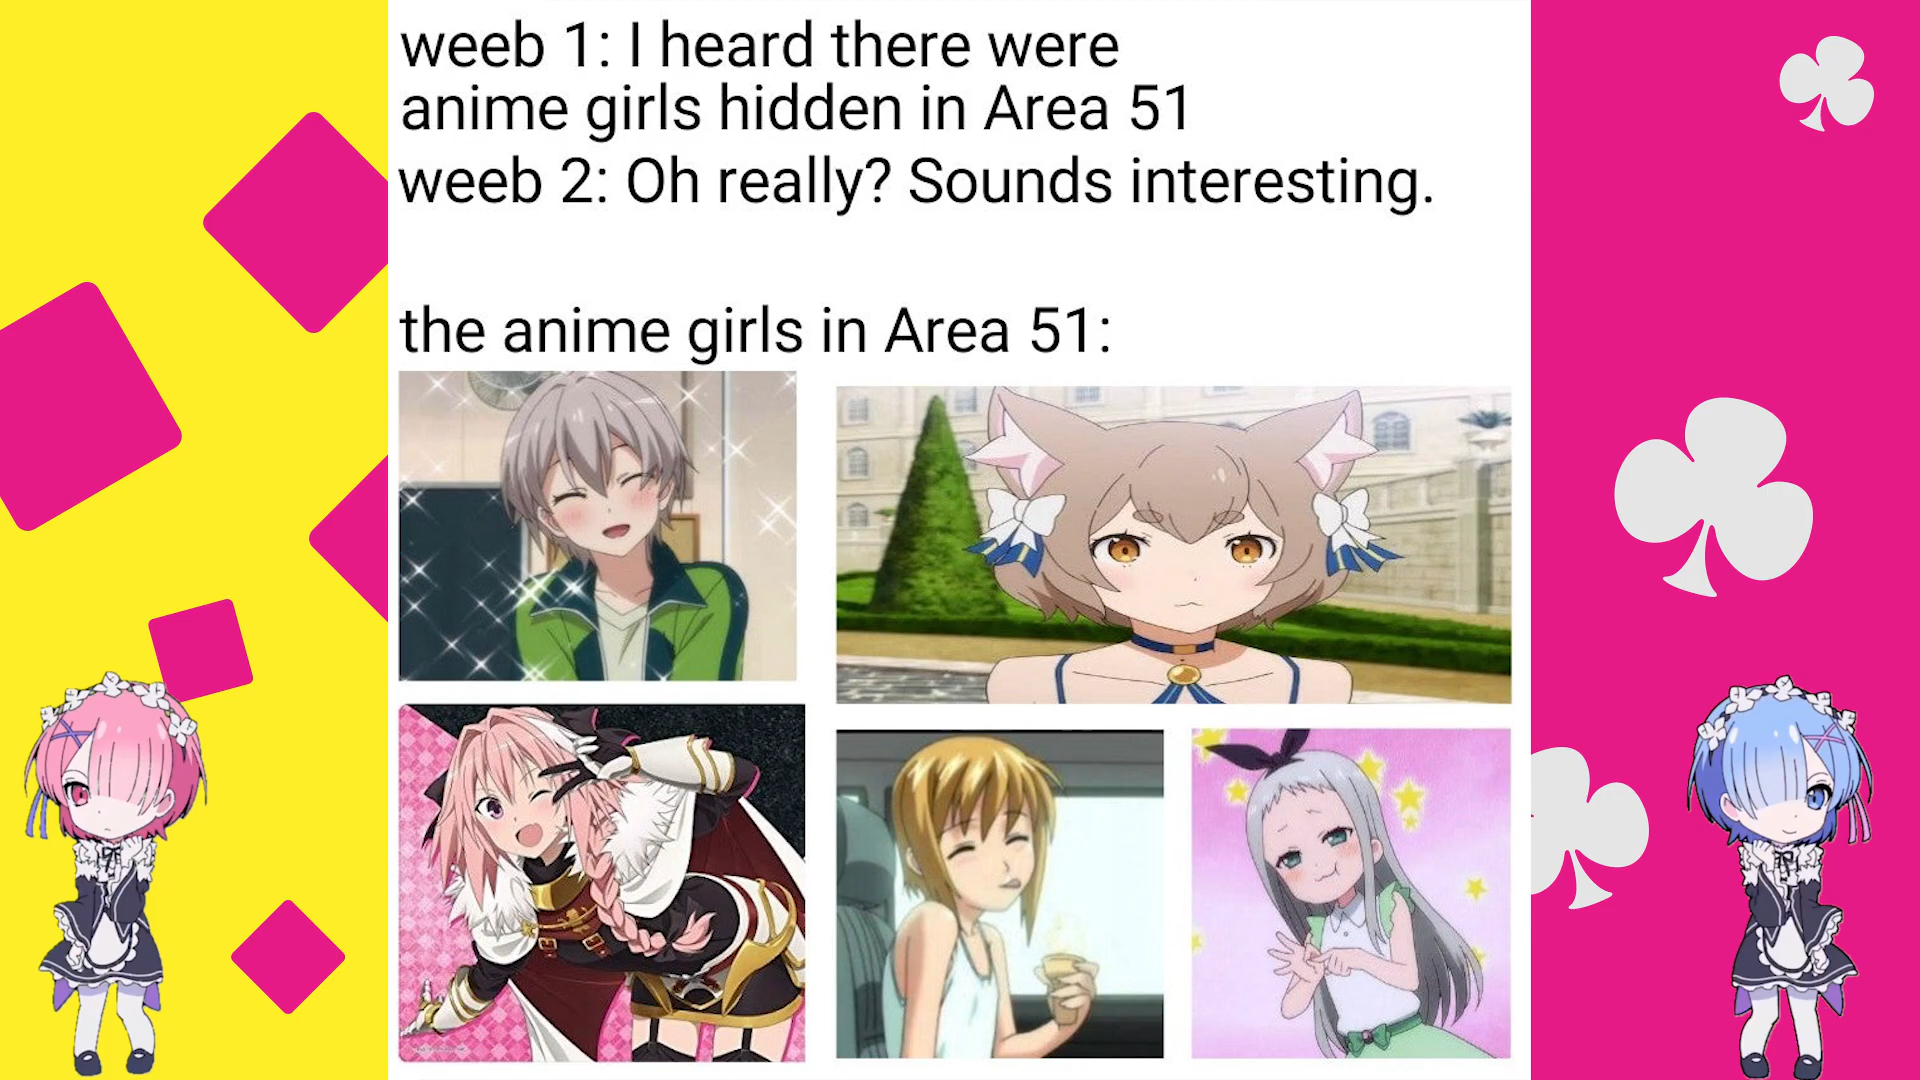 weeb 1: I heard there were
anime girls hidden in Area 51
weeb 2: Oh really? Sounds interesting.
the anime girls in Area 51: